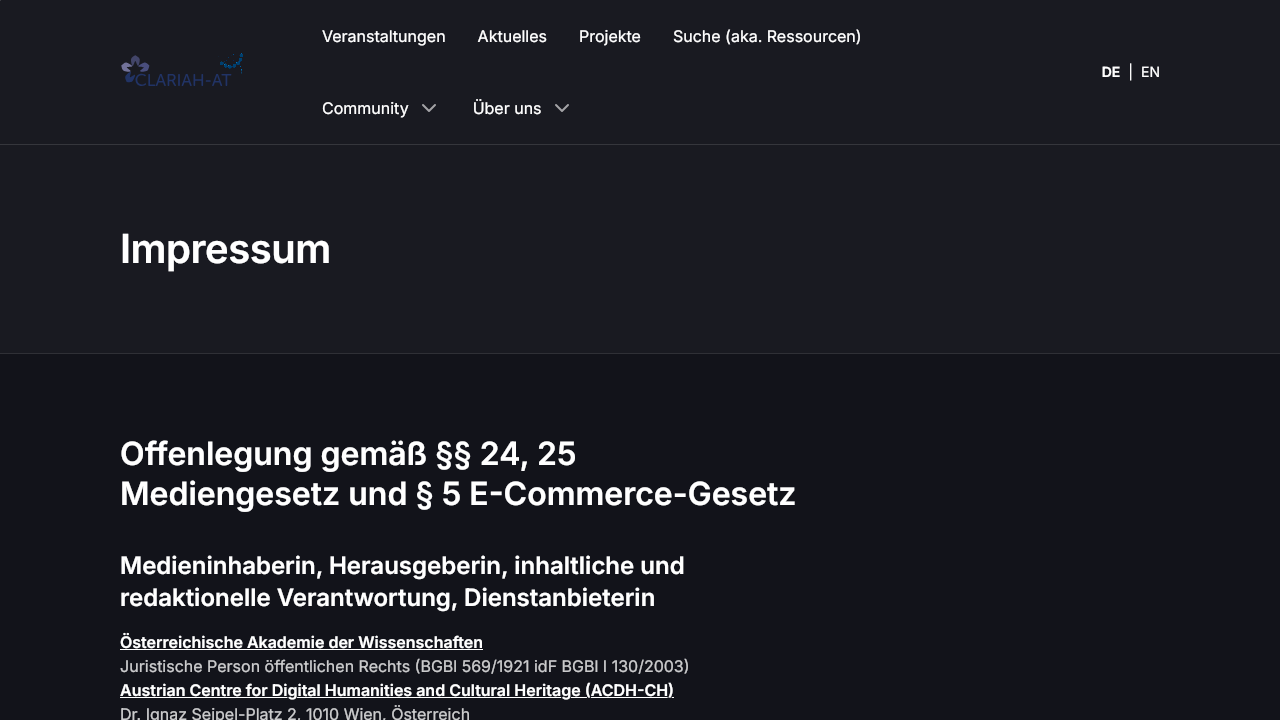 CLARIAH-AT
Veranstaltungen
Aktuelles
Projekte
Suche (aka. Ressourcen)
Community
Über uns
DE | EN
Impressum
Offenlegung gemäß §§ 24, 25
Mediengesetz und § 5 E-Commerce-Gesetz
Medieninhaberin, Herausgeberin, inhaltliche und
redaktionelle Verantwortung, Dienstanbieterin
Österreichische Akademie der Wissenschaften
Juristische Person öffentlichen Rechts (BGBl 569/1921 idF BGBl I 130/2003)
Austrian Centre for Digital Humanities and Cultural Heritage (ACDH-CH)
Dr. Ignaz Seipel-Platz 2, 1010 Wien, Österreich